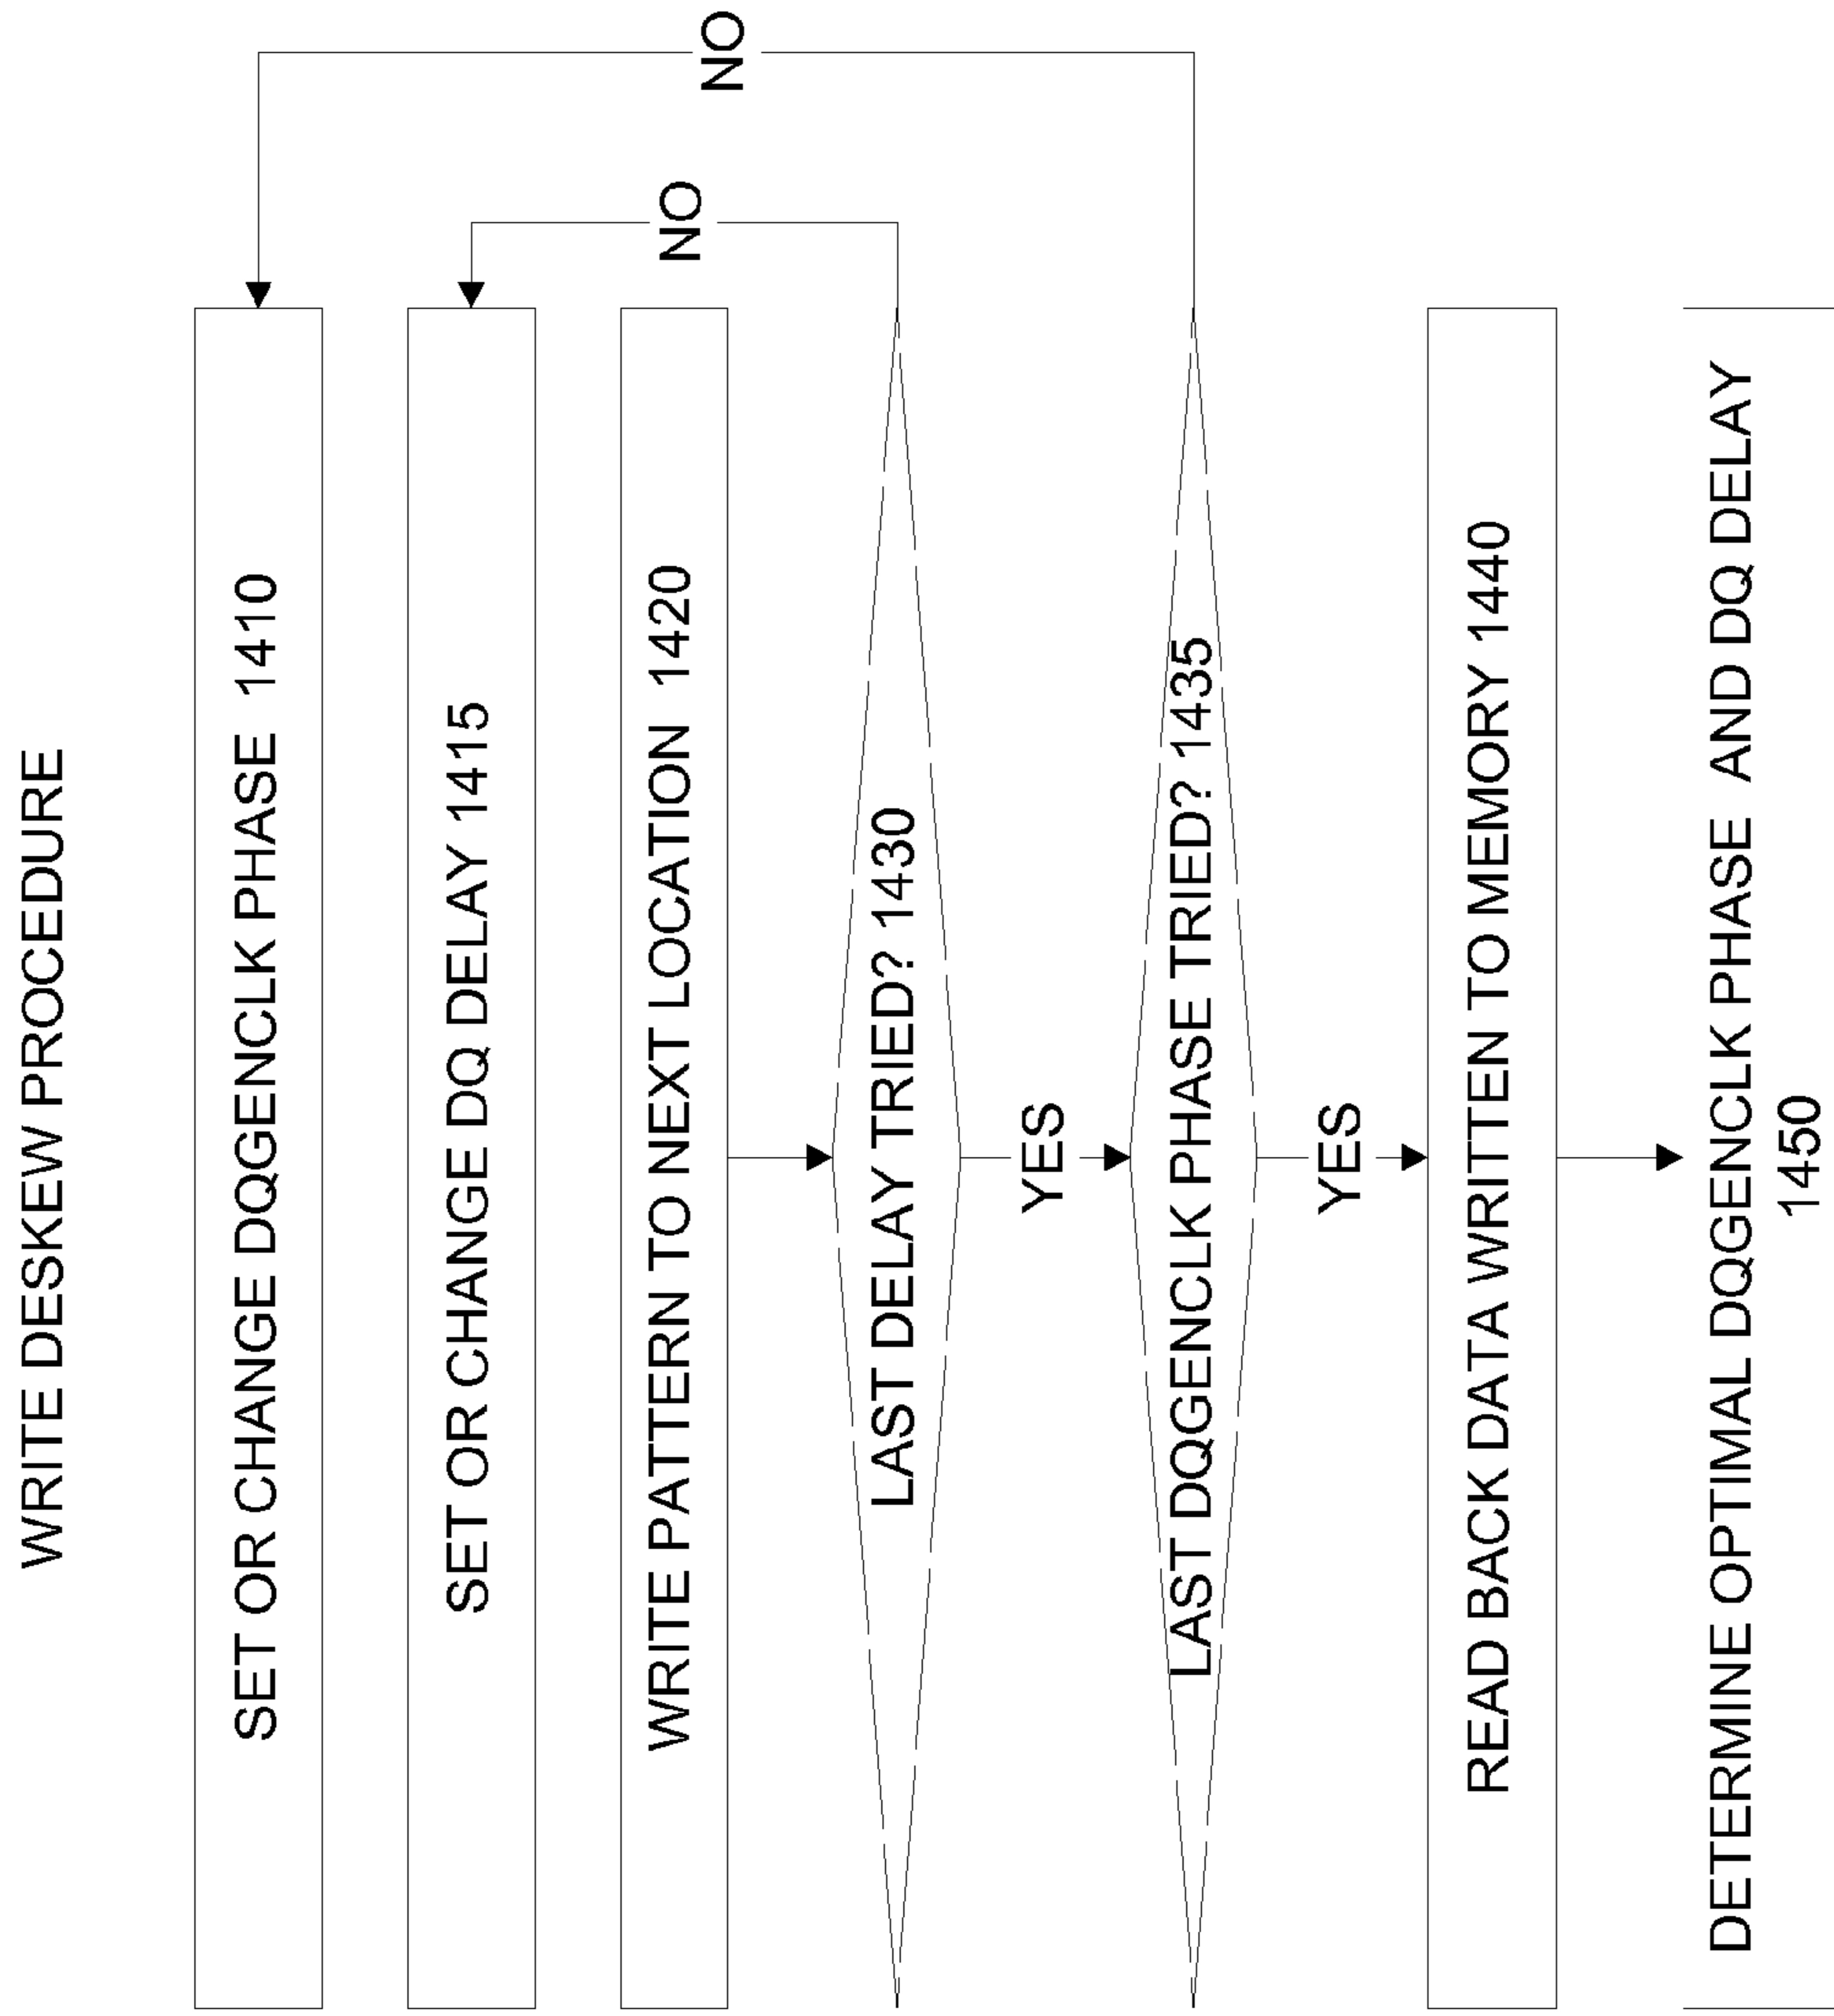 WRITE DESKEW PROCEDURE
SET OR CHANGE DQGENCLK PHASE 1410
SET OR CHANGE DQ DELAY 1415
WRITE PATTERN TO NEXT LOCATION 1420
LAST DELAY TRIED? 1430
NO
YES
LAST DQGENCLK PHASE TRIED? 1435
NO
YES
READ BACK DATA WRITTEN TO MEMORY 1440
DETERMINE OPTIMAL DQGENCLK PHASE AND DQ DELAY
1450